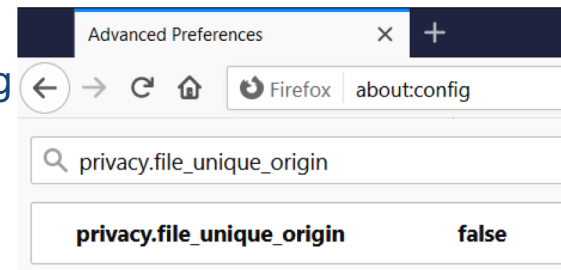 Advanced Preferences
g
Firefox about:config
privacy.file_unique_origin
privacy.file_unique_origin false